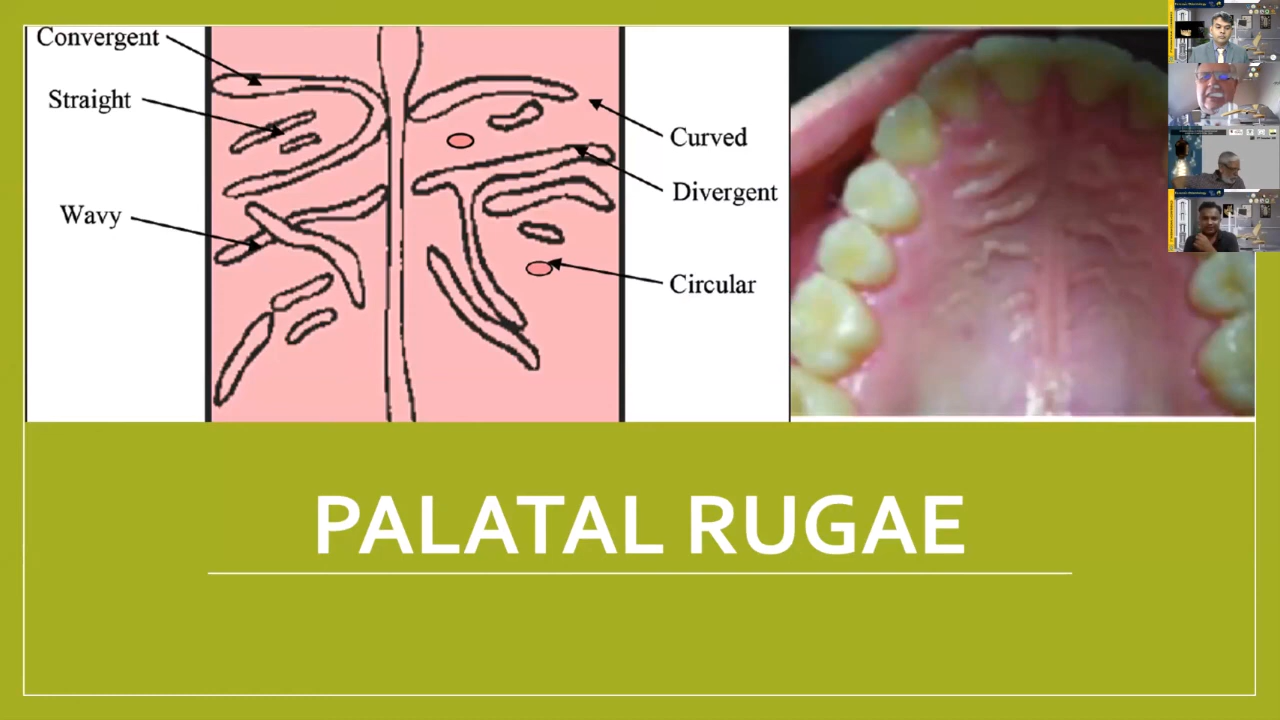 Convergent
Straight
Wavy
Curved
Divergent
Circular
PALATAL RUGAE